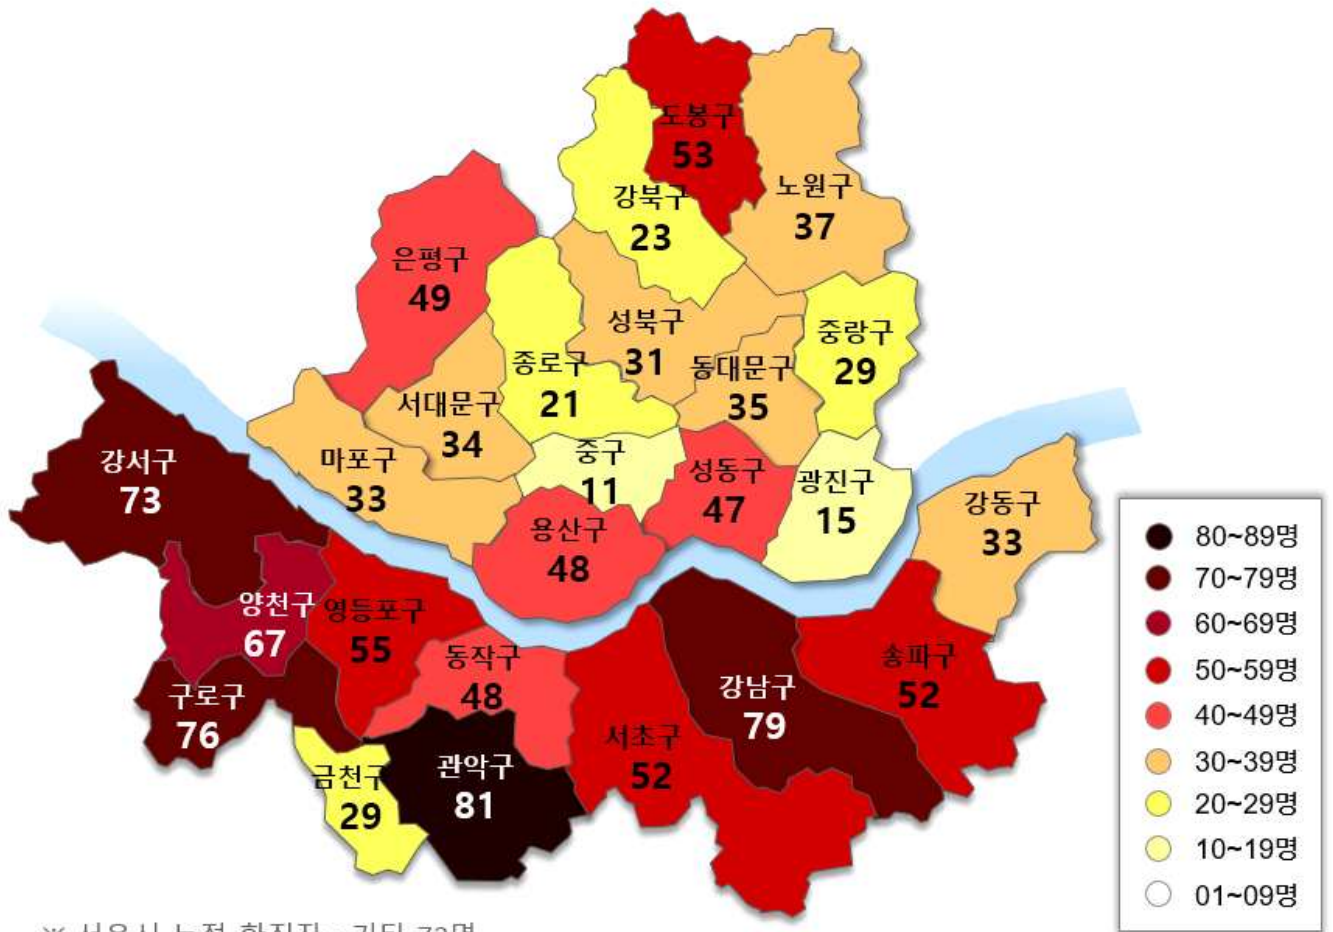 도봉구
53
노원구
37
강북구
23
은평구
49
성북구
31
중랑구
29
종로구
21
동대문구
35
서대문구
34
중구
11
성동구
47
광진구
15
마포구
33
강서구
73
강동구
33
용산구
48
양천구
67
영등포구
55
동작구
48
송파구
52
강남구
79
구로구
76
서초구
52
관악구
81
금천구
29
80~89명
70~79명
60~69명
50~59명
40~49명
30~39명
20~29명
10~19명
01~09명